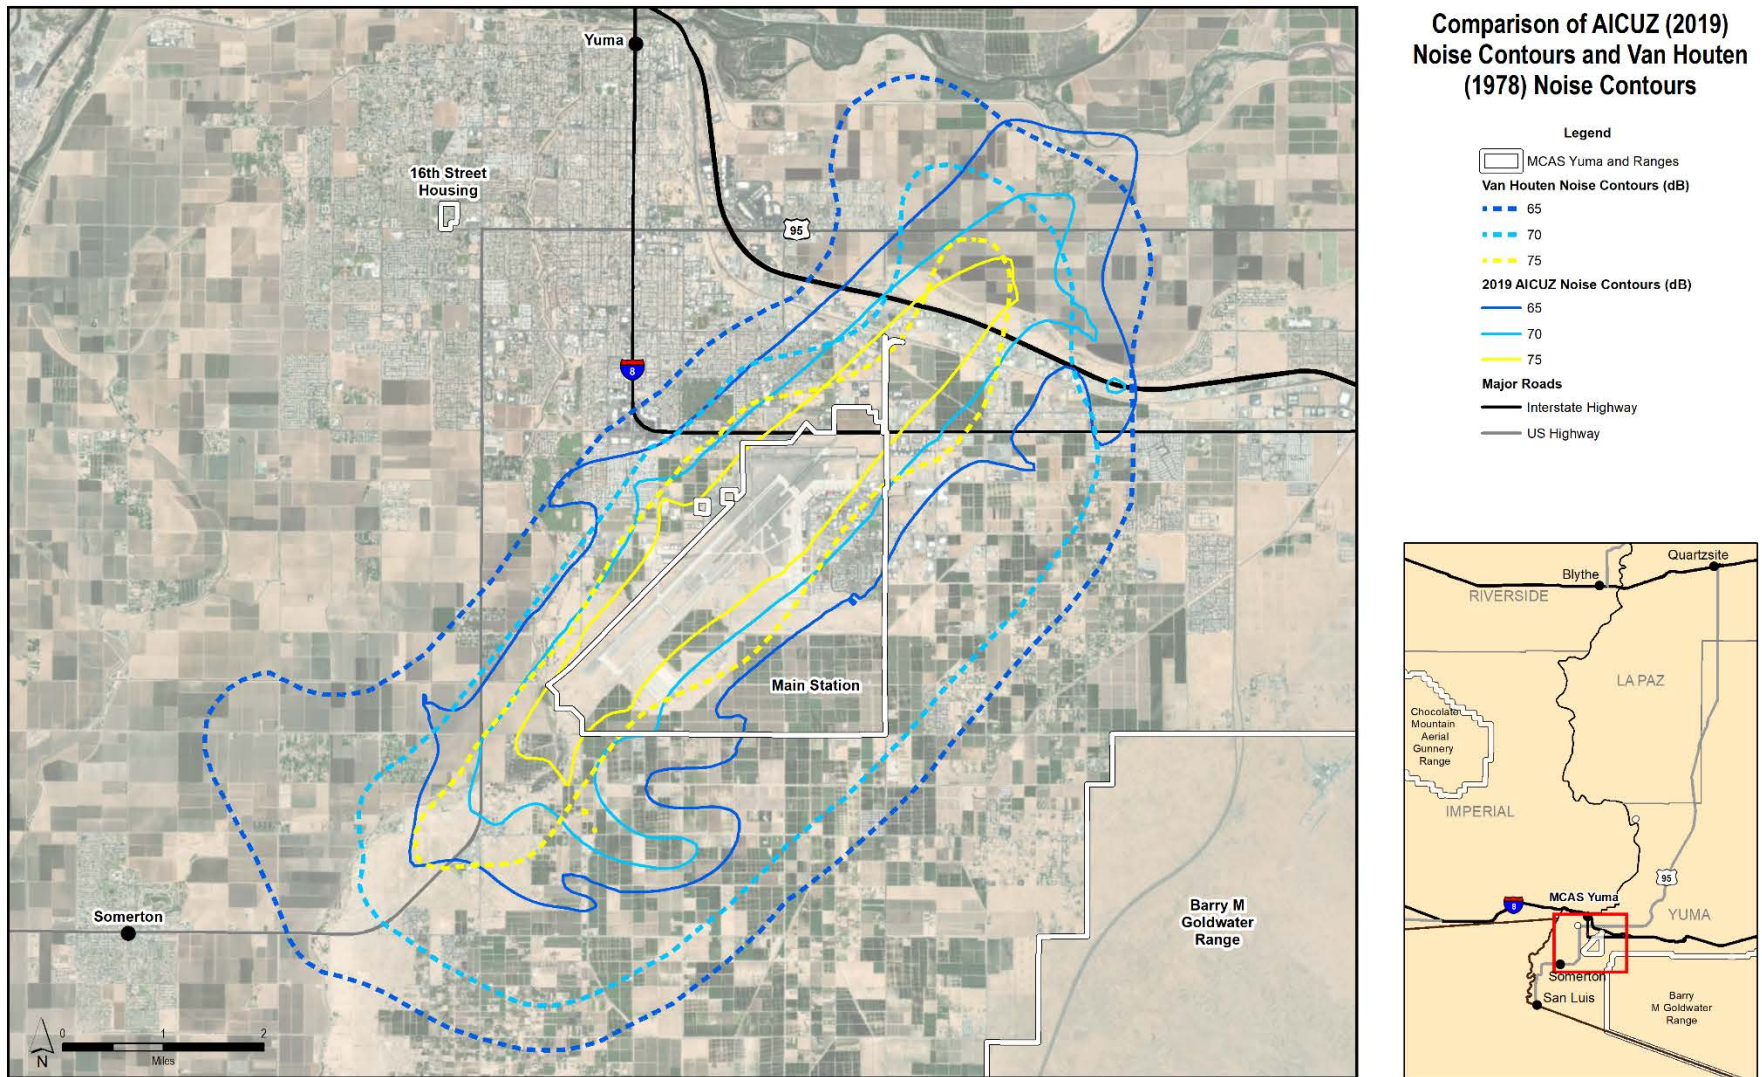 Comparison of AICUZ (2019)
Noise Contours and Van Houten
(1978) Noise Contours
Legend
MCAS Yuma and Ranges
Van Houten Noise Contours (dB)
65
70
75
2019 AICUZ Noise Contours (dB)
65
70
75
Major Roads
Interstate Highway
US Highway
Yuma
16th Street
Housing
95
8
Main Station
Somerton
Barry M
Goldwater
Range
0 1 2
Miles
N
Quartzsite
Blythe
RIVERSIDE
LA PAZ
Chocolate
Mountain
Aerial
Gunnery
Range
IMPERIAL
95
MCAS Yuma
8
YUMA
Somerton
San Luis
Barry
M Goldwater
Range